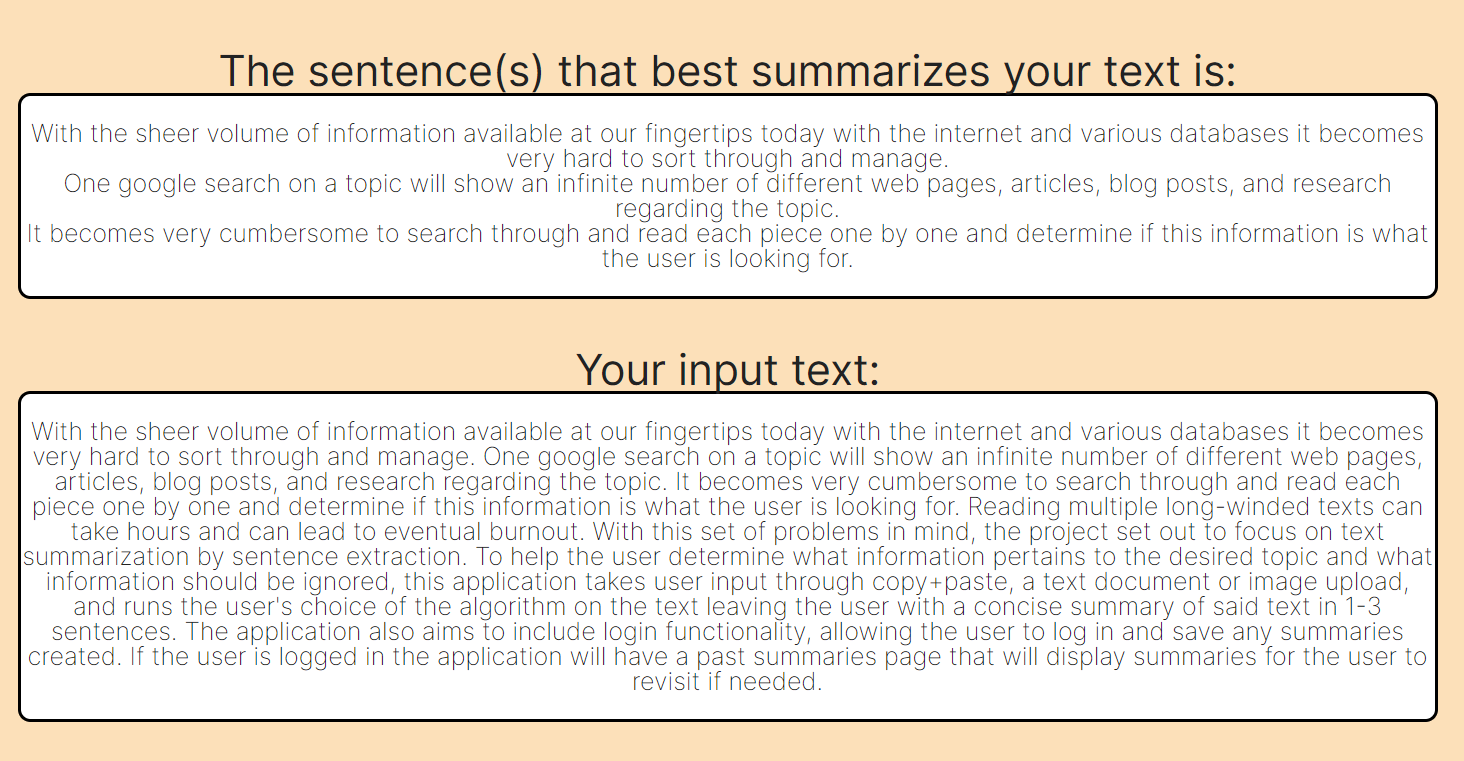 The sentence(s) that best summarizes your text is:
With the sheer volume of information available at our fingertips today with the internet and various databases it becomes
very hard to sort through and manage.
One google search on a topic will show an infinite number of different web pages, articles, blog posts, and research
regarding the topic.
It becomes very cumbersome to search through and read each piece one by one and determine if this information is what
the user is looking for.
Your input text:
With the sheer volume of information available at our fingertips today with the internet and various databases it becomes
very hard to sort through and manage. One google search on a topic will show an infinite number of different web pages,
articles, blog posts, and research regarding the topic. It becomes very cumbersome to search through and read each
piece one by one and determine if this information is what the user is looking for. Reading multiple long-winded texts can
take hours and can lead to eventual burnout. With this set of problems in mind, the project set out to focus on text
summarization by sentence extraction. To help the user determine what information pertains to the desired topic and what
information should be ignored, this application takes user input through copy+paste, a text document or image upload,
and runs the user's choice of the algorithm on the text leaving the user with a concise summary of said text in 1-3
sentences. The application also aims to include login functionality, allowing the user to log in and save any summaries
created. If the user is logged in the application will have a past summaries page that will display summaries for the user to
revisit if needed.